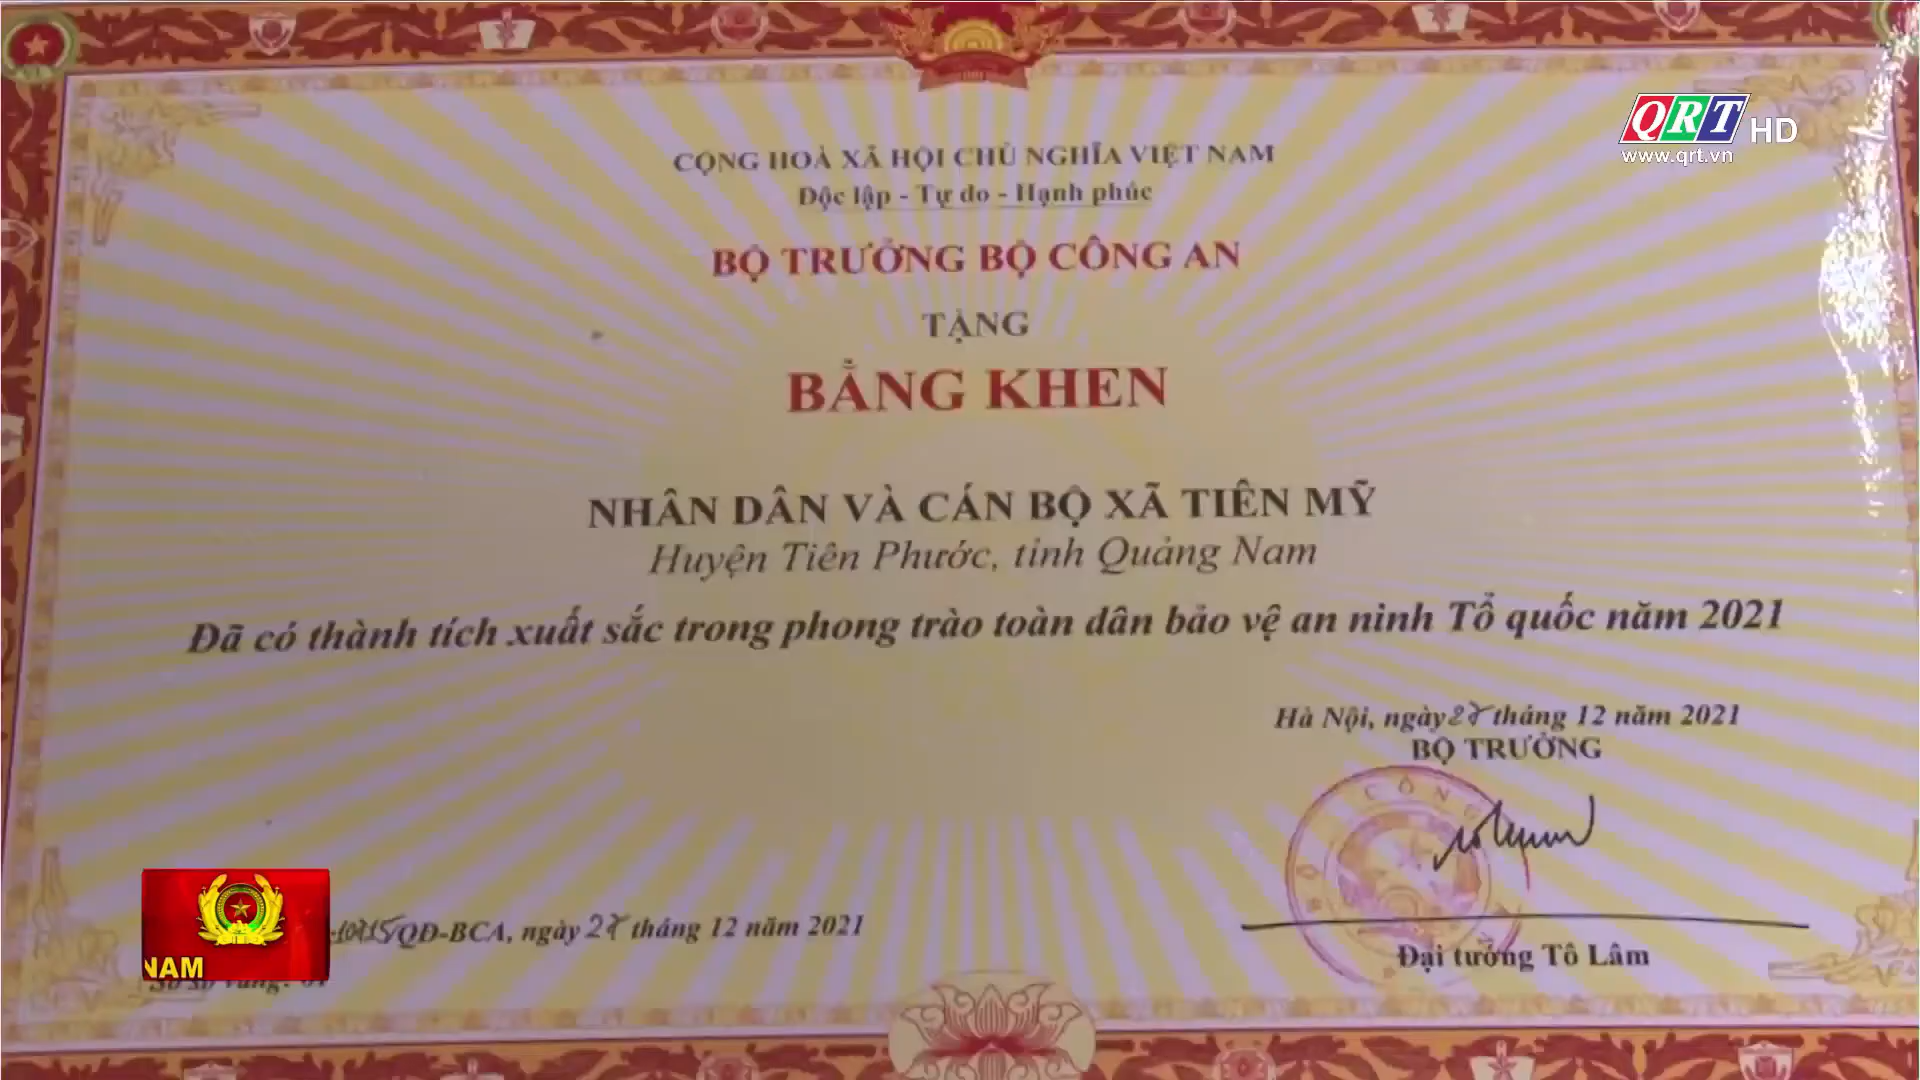 QRT HD
www.qrt.vn
CỘNG HOÀ XÃ HỘI CHỦ NGHĨA VIỆT NAM
Độc lập - Tự do - Hạnh phúc
BỘ TRƯỞNG BỘ CÔNG AN
TẶNG
BẰNG KHEN
NHÂN DÂN VÀ CÁN BỘ XÃ TIÊN MỸ
Huyện Tiên Phước, tỉnh Quảng Nam
Đã có thành tích xuất sắc trong phong trào toàn dân bảo vệ an ninh Tổ quốc năm 2021
Hà Nội, ngày tháng 12 năm 2021
BỘ TRƯỞNG
BỘ CÔNG
QĐ-BCA, ngày tháng 12 năm 2021
Đại tướng Tô Lâm
NAM